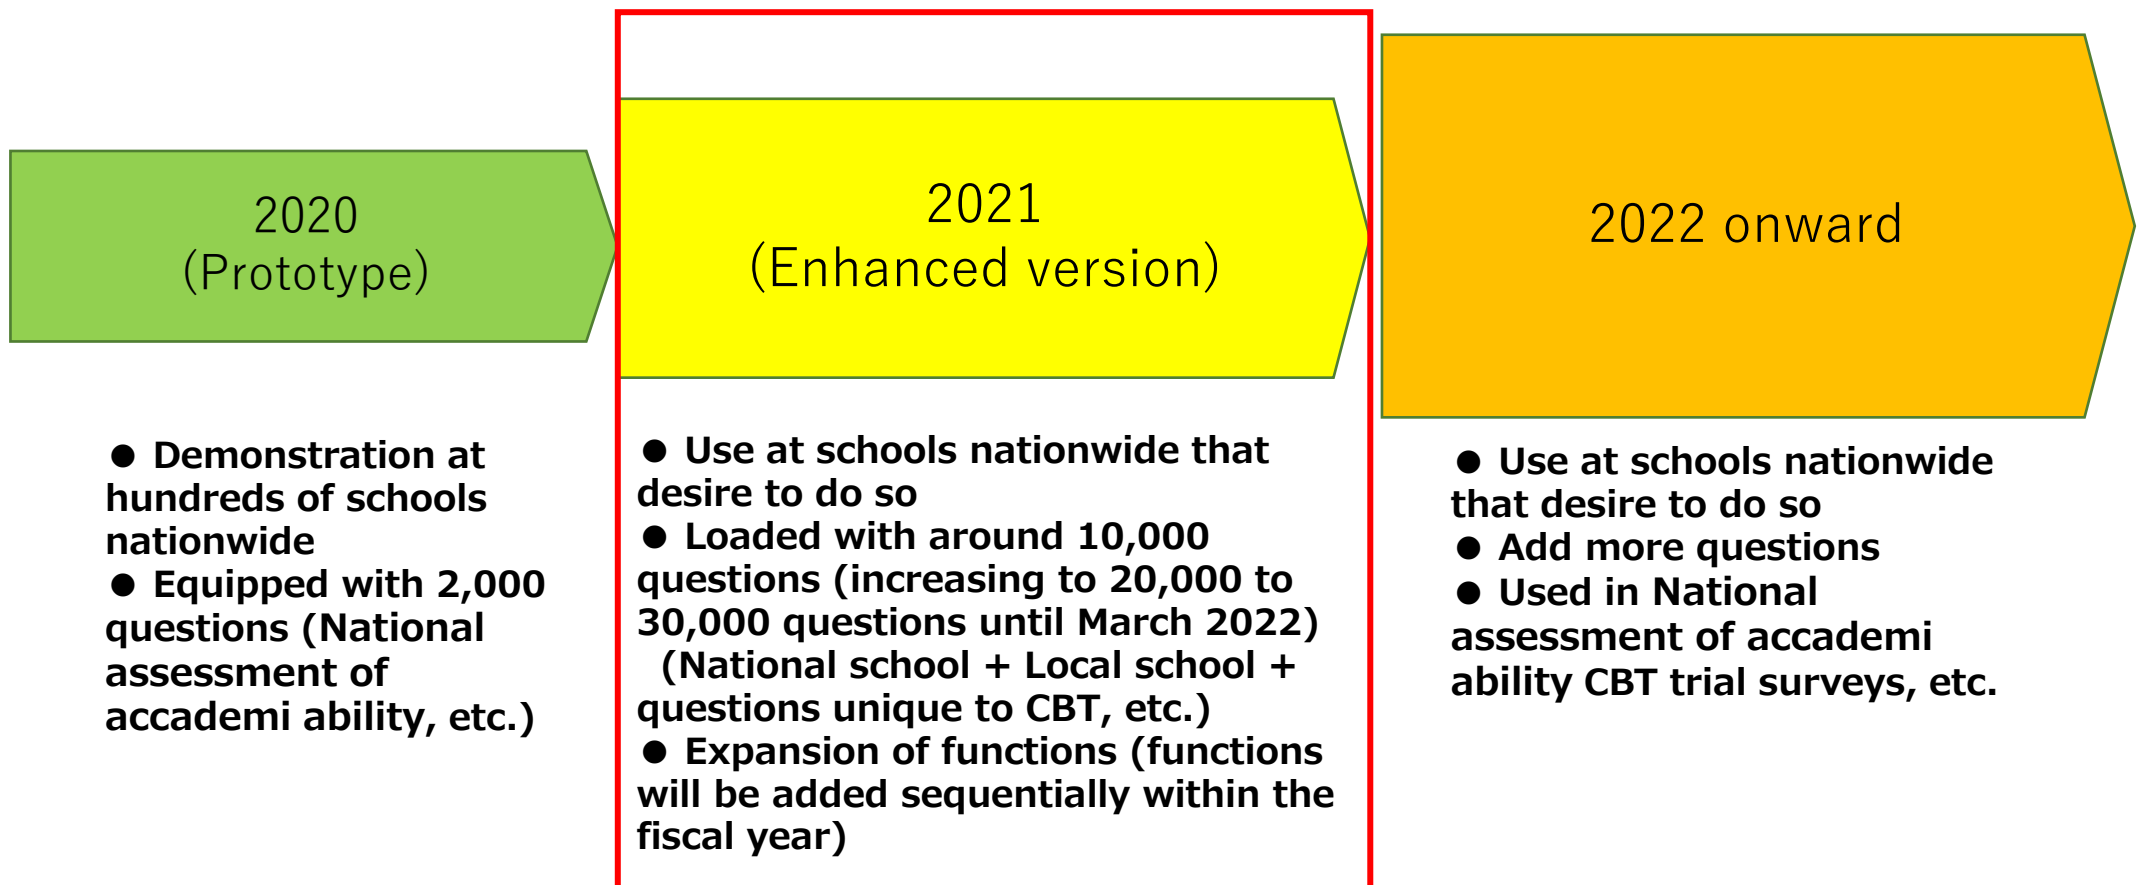 2020
(Prototype)
2021
(Enhanced version)
2022 onward
● Demonstration at
hundreds of schools
nationwide
● Equipped with 2,000
questions (National
assessment of
accademi ability, etc.)
● Use at schools nationwide that
desire to do so
● Loaded with around 10,000
questions (increasing to 20,000 to
30,000 questions until March 2022)
(National school + Local school +
questions unique to CBT, etc.)
● Expansion of functions (functions
will be added sequentially within the
fiscal year)
● Use at schools nationwide
that desire to do so
● Add more questions
● Used in National
assessment of accademi
ability CBT trial surveys, etc.